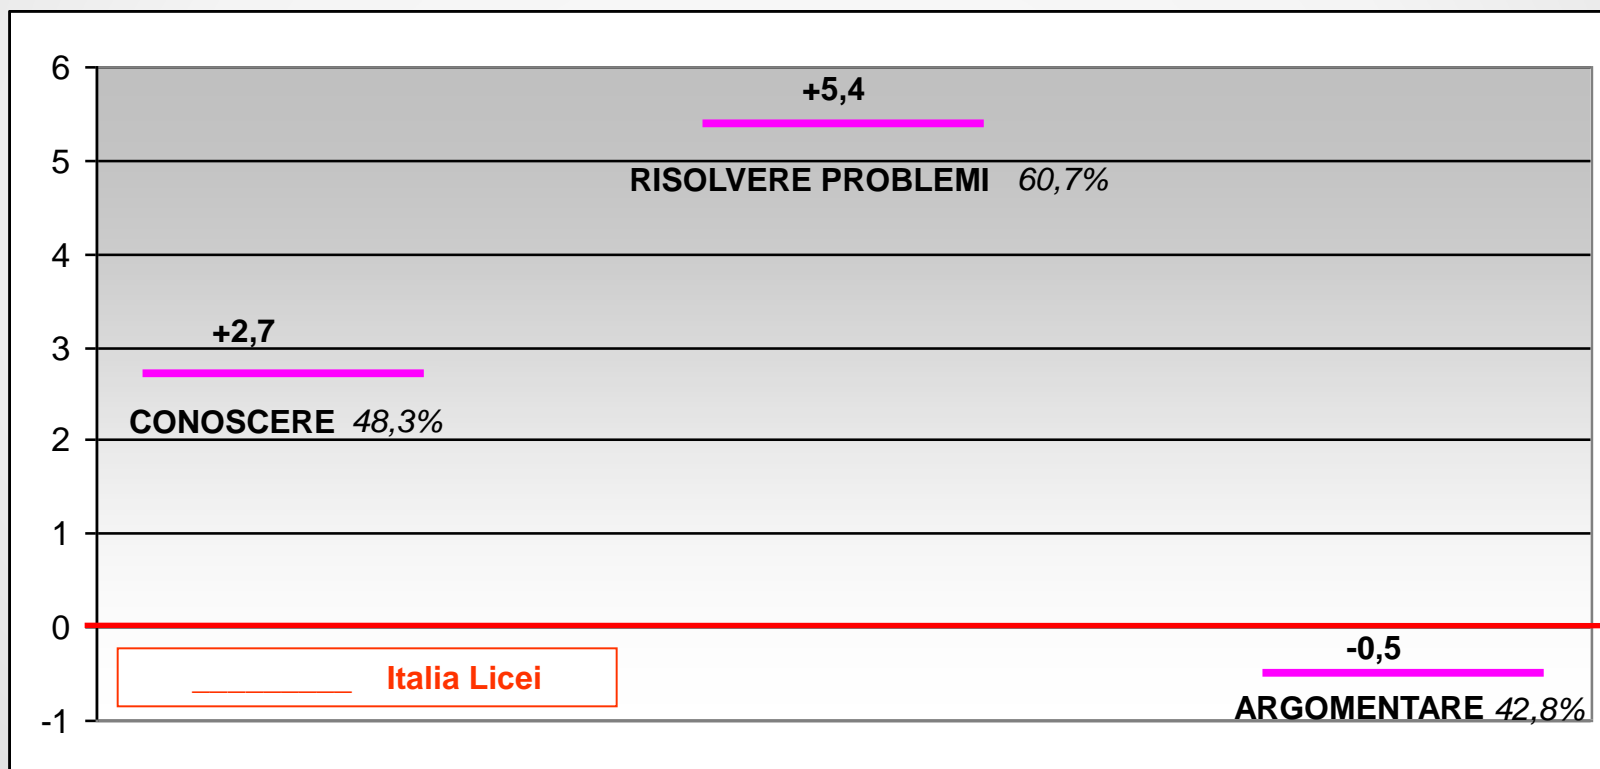 6
+5,4
5
RISOLVERE PROBLEMI 60,7%
4
+2,7
3
CONOSCERE 48,3%
2
1
0
-0,5
_________ Italia Licei
ARGOMENTARE 42,8%
-1